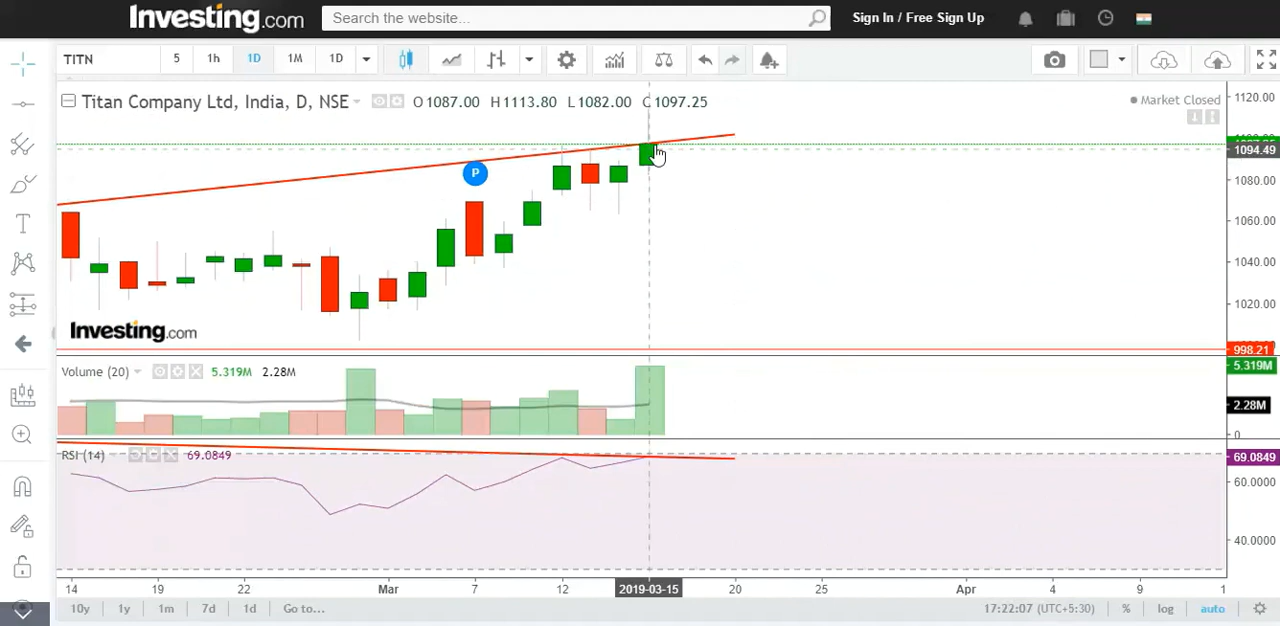 Investing.com
Search the website...
Sign In / Free Sign Up
TITN 5 1h 1D 1M 1D
Titan Company Ltd, India, D, NSE O1087.00 H1113.80 L1082.00 C1097.25
Market Closed
1120.00
1094.49
1080.00
1060.00
1040.00
1020.00
P
Investing.com
998.21
Volume (20) 5.319M 2.28M
5.319M
2.28M
0
RSI (14) 69.0849
69.0849
60.0000
40.0000
14 19 22 Mar 7 12 2019-03-15 20 25 Apr 4 9 1
10y 1y 1m 7d 1d Go to... 17:22:07 (UTC+5:30) % log auto